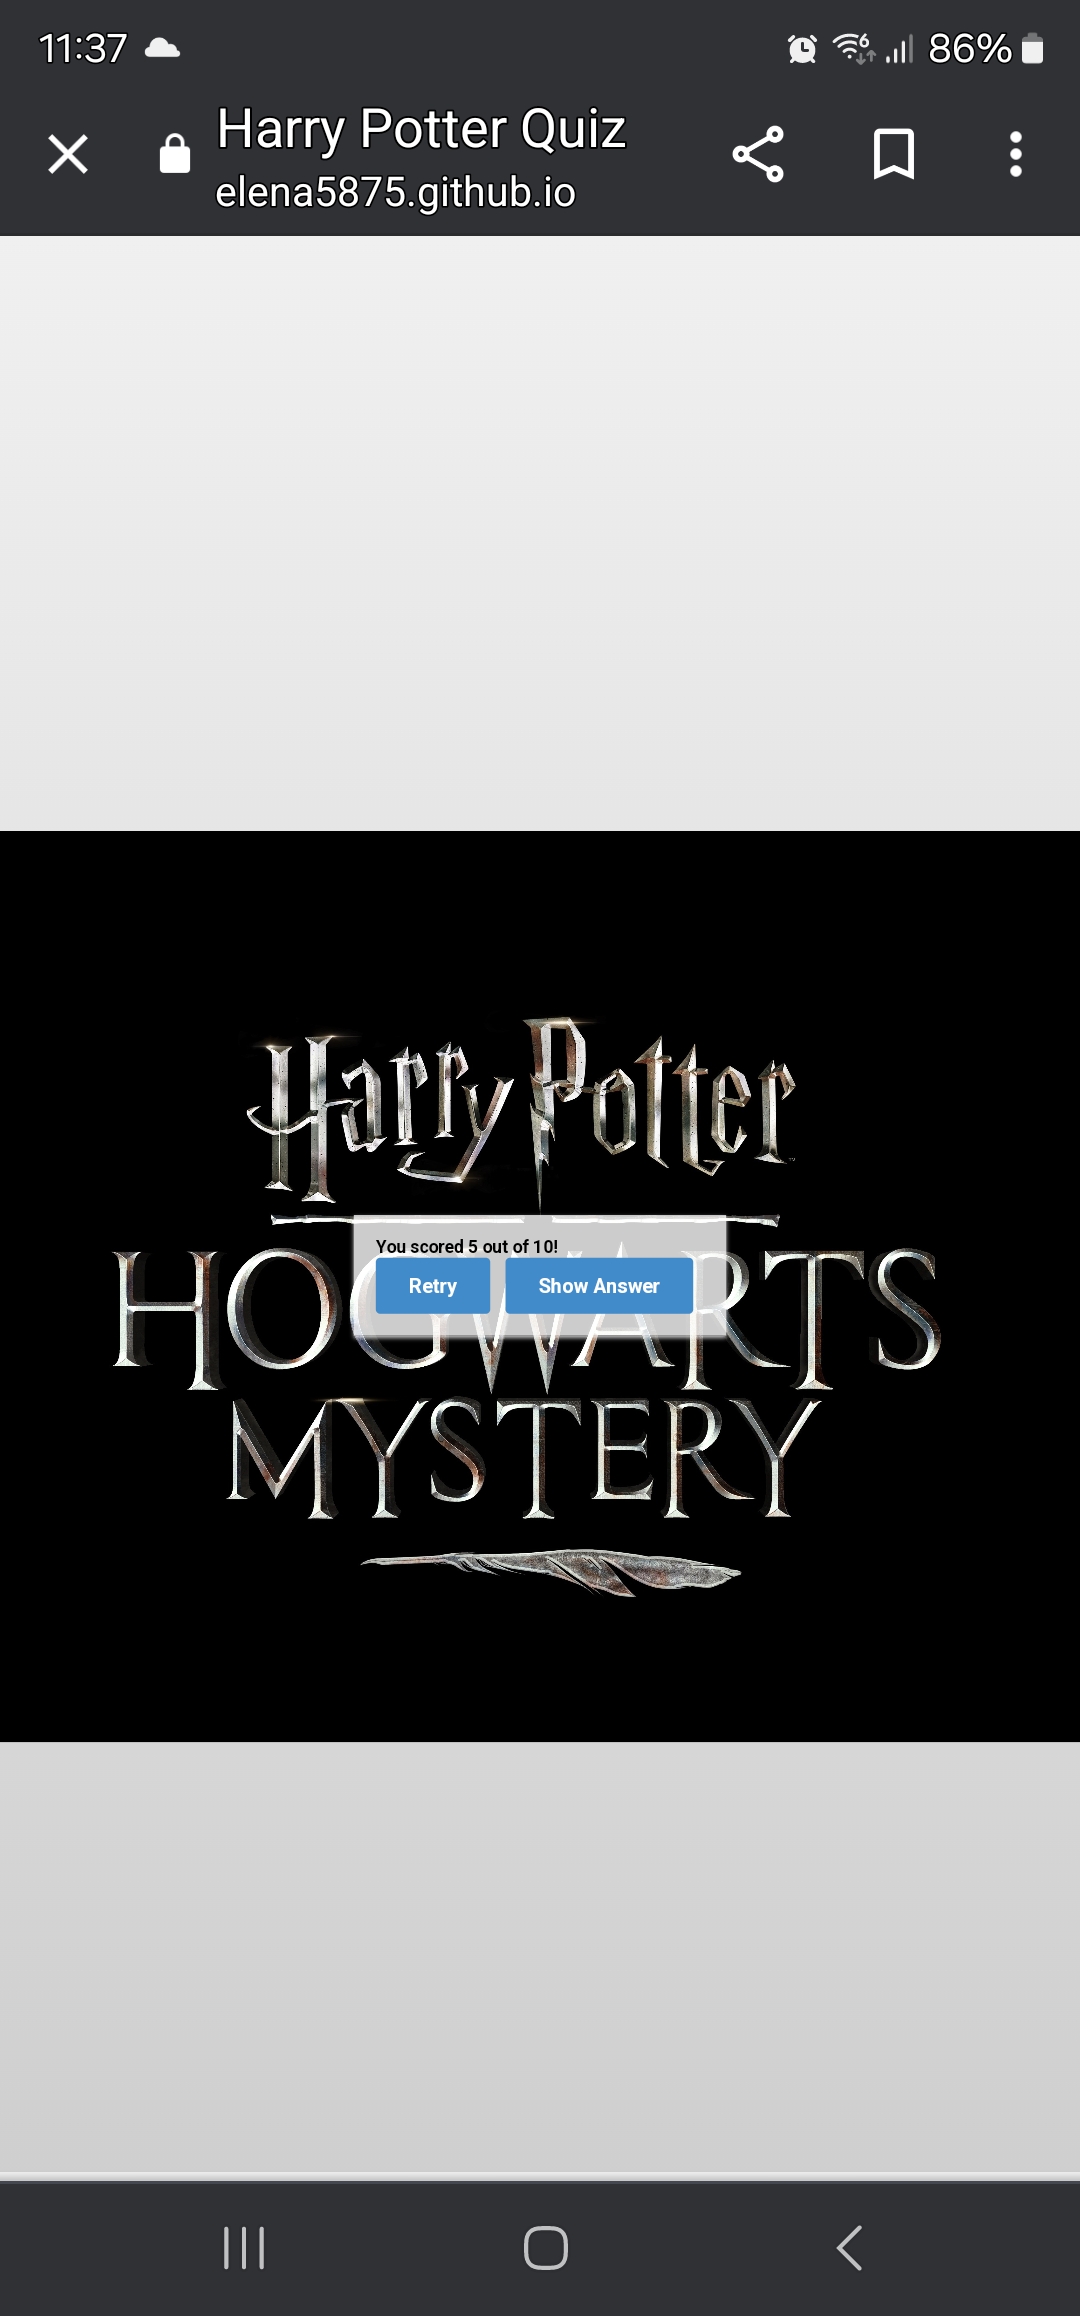 11:37
86%
Harry Potter Quiz
elena5875.github.io
Harry Potter
You scored 5 out of 10!
Retry Show Answer
HOGWARTS
MYSTERY